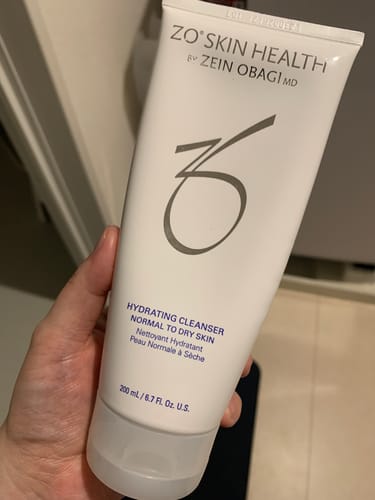 ZO® SKIN HEALTH
BY ZEIN OBAGI MD
HYDRATING CLEANSER
NORMAL TO DRY SKIN
Nettoyant Hydratant
Peau Normale à Sèche
200 mL / 6.7 Fl. Oz. U.S.